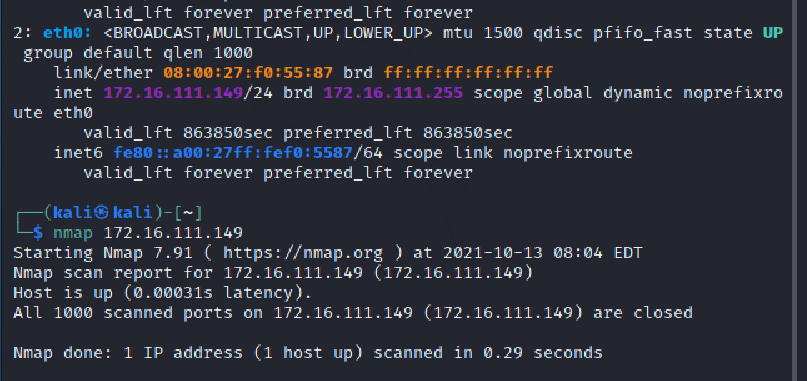 valid_lft forever preferred_lft forever
2: eth0: <BROADCAST,MULTICAST,UP,LOWER_UP> mtu 1500 qdisc pfifo_fast state UP
group default qlen 1000
link/ether 08:00:27:f0:55:87 brd ff:ff:ff:ff:ff:ff
inet 172.16.111.149/24 brd 172.16.111.255 scope global dynamic noprefixro
ute eth0
valid_lft 863850sec preferred_lft 863850sec
inet6 fe80::a00:27ff:fef0:5587/64 scope link noprefixroute
valid_lft forever preferred_lft forever
┌──(kali㉿kali)-[~]
└─$ nmap 172.16.111.149
Starting Nmap 7.91 ( https://nmap.org ) at 2021-10-13 08:04 EDT
Nmap scan report for 172.16.111.149 (172.16.111.149)
Host is up (0.00031s latency).
All 1000 scanned ports on 172.16.111.149 (172.16.111.149) are closed
Nmap done: 1 IP address (1 host up) scanned in 0.29 seconds